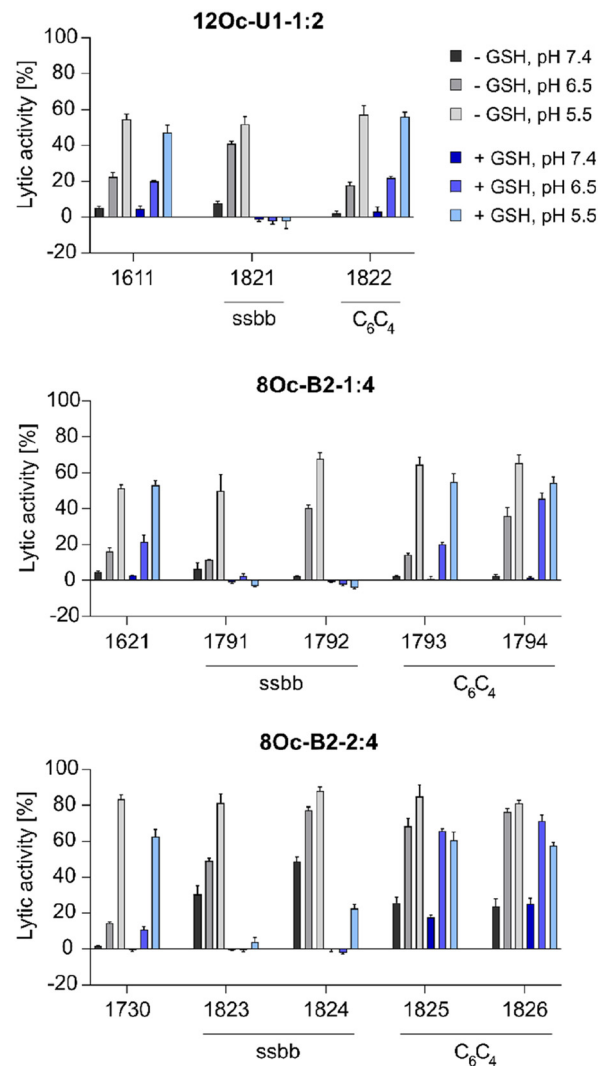 12Oc-U1-1:2
Lytic activity [%]
100
80
60
40
20
0
-20
1611 1821 1822
ssbb C₆C₄
- GSH, pH 7.4
- GSH, pH 6.5
- GSH, pH 5.5
+ GSH, pH 7.4
+ GSH, pH 6.5
+ GSH, pH 5.5
8Oc-B2-1:4
Lytic activity [%]
100
80
60
40
20
0
-20
1621 1791 1792 1793 1794
ssbb C₆C₄
8Oc-B2-2:4
Lytic activity [%]
100
80
60
40
20
0
-20
1730 1823 1824 1825 1826
ssbb C₆C₄